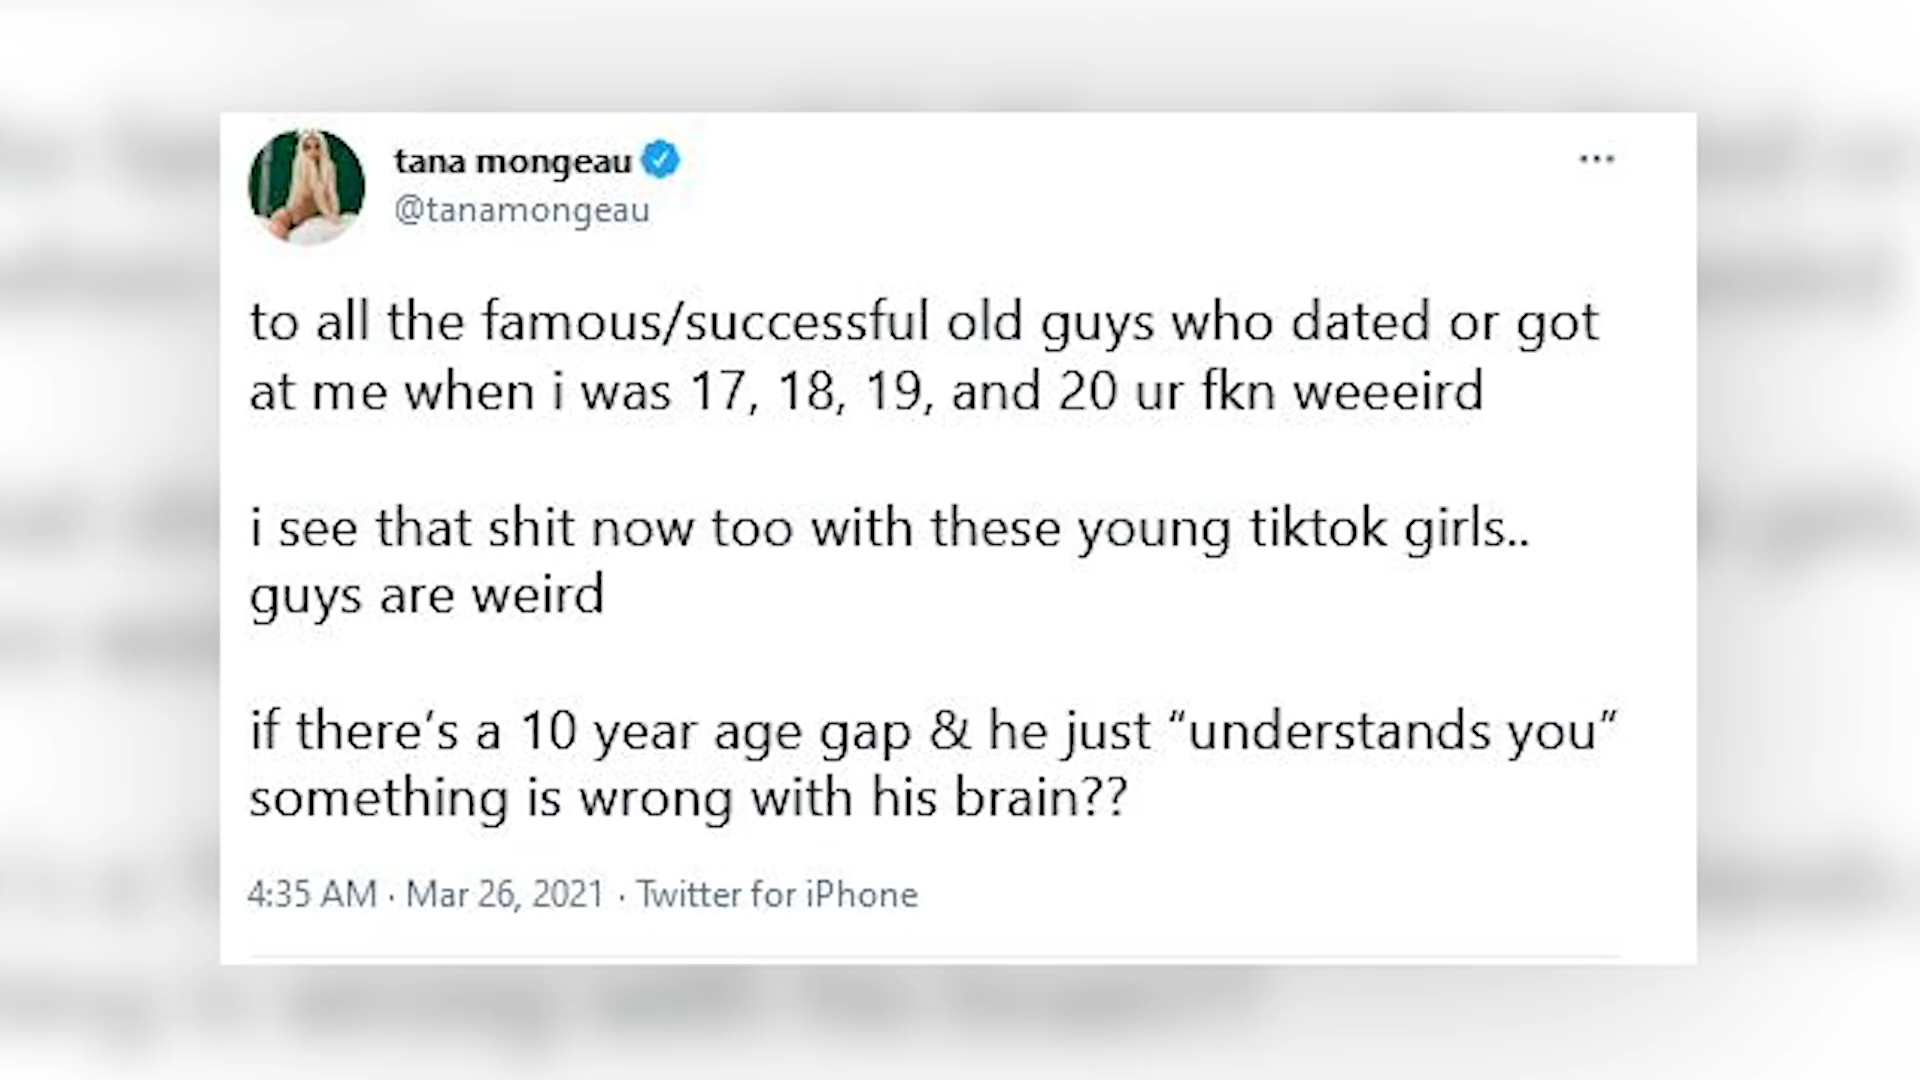 tana mongeau
@tanamongeau
to all the famous/successful old guys who dated or got
at me when i was 17, 18, 19, and 20 ur fkn weeeird
i see that shit now too with these young tiktok girls..
guys are weird
if there’s a 10 year age gap & he just “understands you”
something is wrong with his brain??
4:35 AM · Mar 26, 2021 · Twitter for iPhone